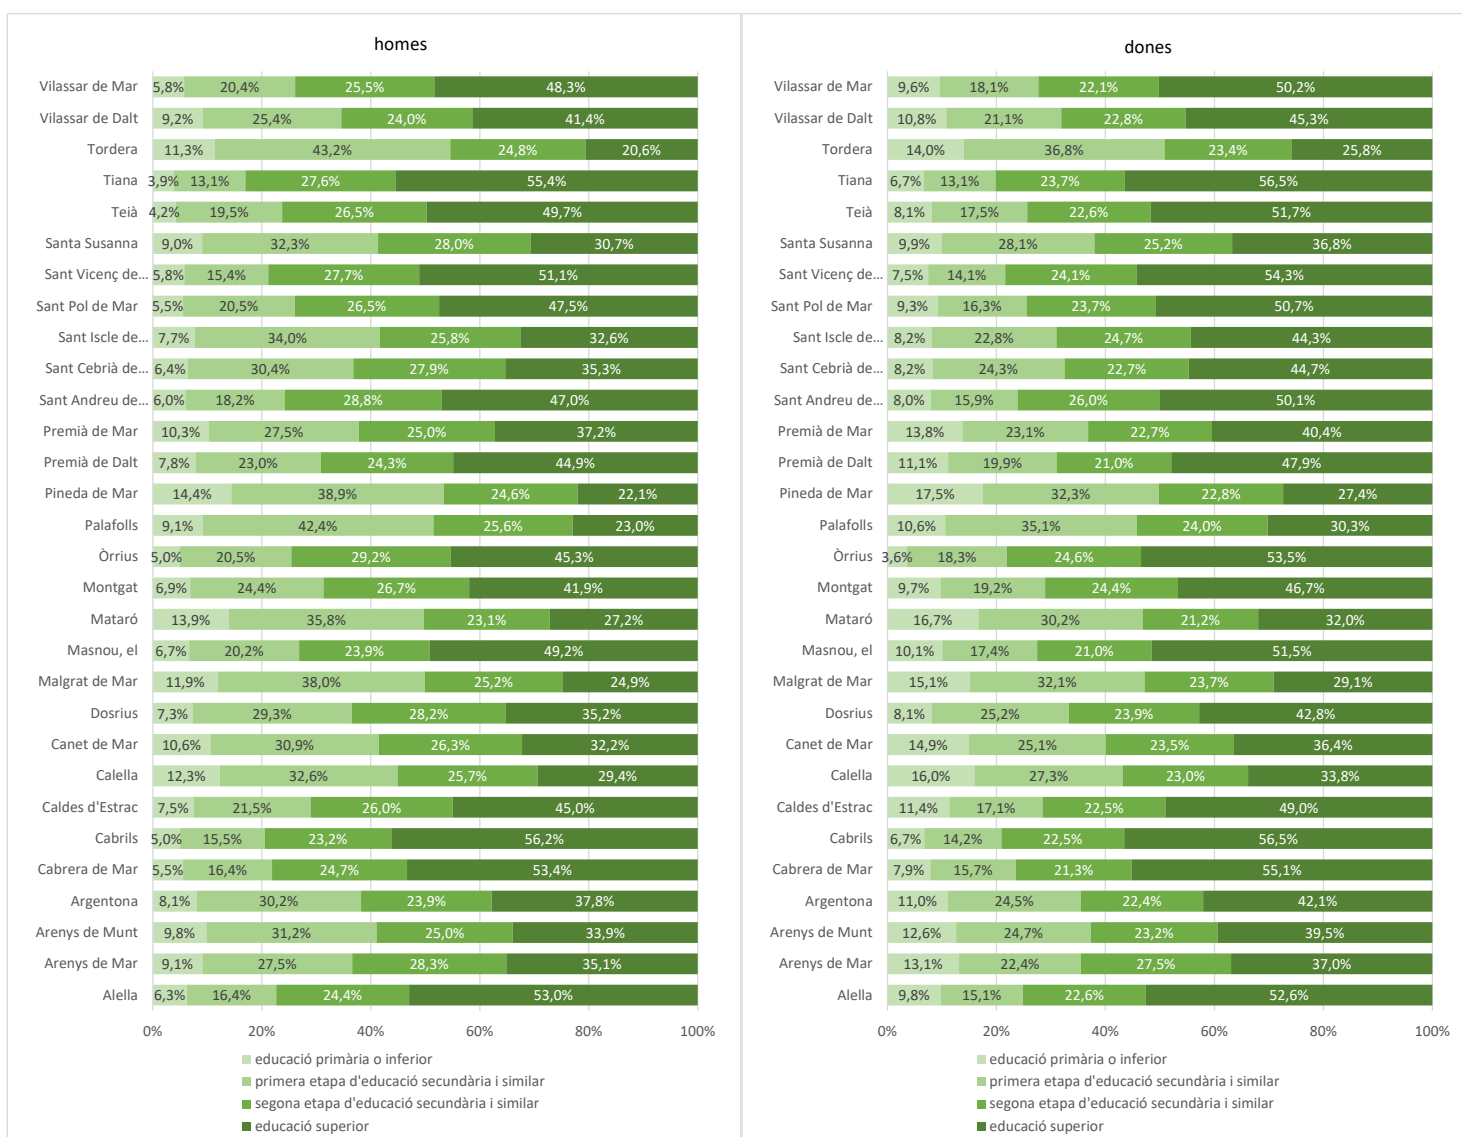 homes
Vilassar de Mar 5,8% 20,4% 25,5% 48,3%
Vilassar de Dalt 9,2% 25,4% 24,0% 41,4%
Tordera 11,3% 43,2% 24,8% 20,6%
Tiana 3,9% 13,1% 27,6% 55,4%
Teià 4,2% 19,5% 26,5% 49,7%
Santa Susanna 9,0% 32,3% 28,0% 30,7%
Sant Vicenç de... 5,8% 15,4% 27,7% 51,1%
Sant Pol de Mar 5,5% 20,5% 26,5% 47,5%
Sant Iscle de... 7,7% 34,0% 25,8% 32,6%
Sant Cebrià de... 6,4% 30,4% 27,9% 35,3%
Sant Andreu de... 6,0% 18,2% 28,8% 47,0%
Premià de Mar 10,3% 27,5% 25,0% 37,2%
Premià de Dalt 7,8% 23,0% 24,3% 44,9%
Pineda de Mar 14,4% 38,9% 24,6% 22,1%
Palafolls 9,1% 42,4% 25,6% 23,0%
Òrrius 5,0% 20,5% 29,2% 45,3%
Montgat 6,9% 24,4% 26,7% 41,9%
Mataró 13,9% 35,8% 23,1% 27,2%
Masnou, el 6,7% 20,2% 23,9% 49,2%
Malgrat de Mar 11,9% 38,0% 25,2% 24,9%
Dosrius 7,3% 29,3% 28,2% 35,2%
Canet de Mar 10,6% 30,9% 26,3% 32,2%
Calella 12,3% 32,6% 25,7% 29,4%
Caldes d'Estrac 7,5% 21,5% 26,0% 45,0%
Cabrils 5,0% 15,5% 23,2% 56,2%
Cabrera de Mar 5,5% 16,4% 24,7% 53,4%
Argentona 8,1% 30,2% 23,9% 37,8%
Arenys de Munt 9,8% 31,2% 25,0% 33,9%
Arenys de Mar 9,1% 27,5% 28,3% 35,1%
Alella 6,3% 16,4% 24,4% 53,0%
0% 20% 40% 60% 80% 100%
educació primària o inferior
primera etapa d'educació secundària i similar
segona etapa d'educació secundària i similar
educació superior
dones
Vilassar de Mar 9,6% 18,1% 22,1% 50,2%
Vilassar de Dalt 10,8% 21,1% 22,8% 45,3%
Tordera 14,0% 36,8% 23,4% 25,8%
Tiana 6,7% 13,1% 23,7% 56,5%
Teià 8,1% 17,5% 22,6% 51,7%
Santa Susanna 9,9% 28,1% 25,2% 36,8%
Sant Vicenç de... 7,5% 14,1% 24,1% 54,3%
Sant Pol de Mar 9,3% 16,3% 23,7% 50,7%
Sant Iscle de... 8,2% 22,8% 24,7% 44,3%
Sant Cebrià de... 8,2% 24,3% 22,7% 44,7%
Sant Andreu de... 8,0% 15,9% 26,0% 50,1%
Premià de Mar 13,8% 23,1% 22,7% 40,4%
Premià de Dalt 11,1% 19,9% 21,0% 47,9%
Pineda de Mar 17,5% 32,3% 22,8% 27,4%
Palafolls 10,6% 35,1% 24,0% 30,3%
Òrrius 3,6% 18,3% 24,6% 53,5%
Montgat 9,7% 19,2% 24,4% 46,7%
Mataró 16,7% 30,2% 21,2% 32,0%
Masnou, el 10,1% 17,4% 21,0% 51,5%
Malgrat de Mar 15,1% 32,1% 23,7% 29,1%
Dosrius 8,1% 25,2% 23,9% 42,8%
Canet de Mar 14,9% 25,1% 23,5% 36,4%
Calella 16,0% 27,3% 23,0% 33,8%
Caldes d'Estrac 11,4% 17,1% 22,5% 49,0%
Cabrils 6,7% 14,2% 22,5% 56,5%
Cabrera de Mar 7,9% 15,7% 21,3% 55,1%
Argentona 11,0% 24,5% 22,4% 42,1%
Arenys de Munt 12,6% 24,7% 23,2% 39,5%
Arenys de Mar 13,1% 22,4% 27,5% 37,0%
Alella 9,8% 15,1% 22,6% 52,6%
0% 20% 40% 60% 80% 100%
educació primària o inferior
primera etapa d'educació secundària i similar
segona etapa d'educació secundària i similar
educació superior